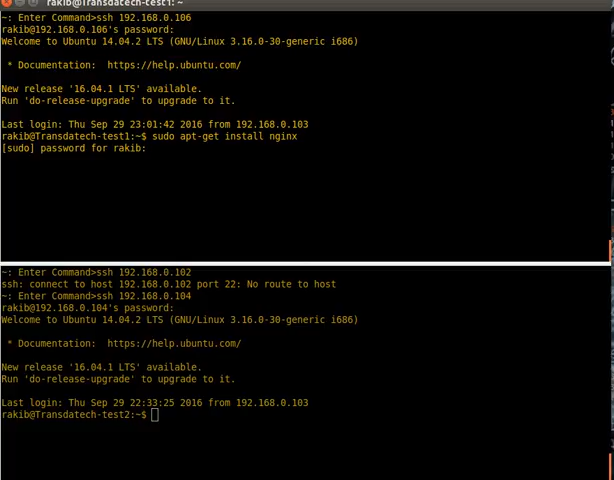 rakib@Transdatech-test1: ~
~: Enter Command>ssh 192.168.0.106
rakib@192.168.0.106's password:
Welcome to Ubuntu 14.04.2 LTS (GNU/Linux 3.16.0-30-generic i686)
* Documentation:  https://help.ubuntu.com/
New release '16.04.1 LTS' available.
Run 'do-release-upgrade' to upgrade to it.
Last login: Thu Sep 29 23:01:42 2016 from 192.168.0.103
rakib@Transdatech-test1:~$ sudo apt-get install nginx
[sudo] password for rakib:
~: Enter Command>ssh 192.168.0.102
ssh: connect to host 192.168.0.102 port 22: No route to host
~: Enter Command>ssh 192.168.0.104
rakib@192.168.0.104's password:
Welcome to Ubuntu 14.04.2 LTS (GNU/Linux 3.16.0-30-generic i686)
* Documentation:  https://help.ubuntu.com/
New release '16.04.1 LTS' available.
Run 'do-release-upgrade' to upgrade to it.
Last login: Thu Sep 29 22:33:25 2016 from 192.168.0.103
rakib@Transdatech-test2:~$